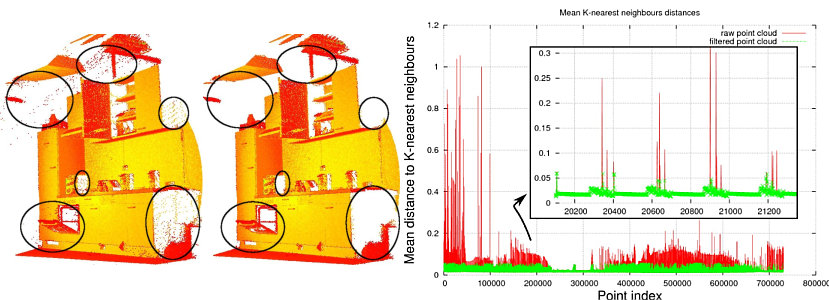 Mean K-nearest neighbours distances
raw point cloud
filtered point cloud
Mean distance to K-nearest neighbours
1.2
1
0.8
0.6
0.4
0.2
0
0.3
0.25
0.2
0.15
0.1
0.05
0
20200 20400 20600 20800 21000 21200
0 100000 200000 300000 400000 500000 600000 700000 800000
Point index